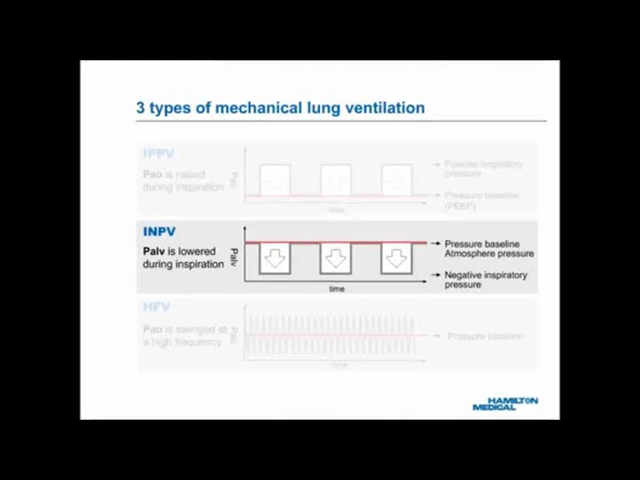 3 types of mechanical lung ventilation
IPPV
Pao is raised
during inspiration
Pao
time
Positive inspiratory
pressure
Pressure baseline
(PEEP)
INPV
Palv is lowered
during inspiration
Palv
time
Pressure baseline
Atmosphere pressure
Negative inspiratory
pressure
HFV
Pao is swinged at
a high frequency
Pao
time
Pressure baseline
HAMILTON
MEDICAL